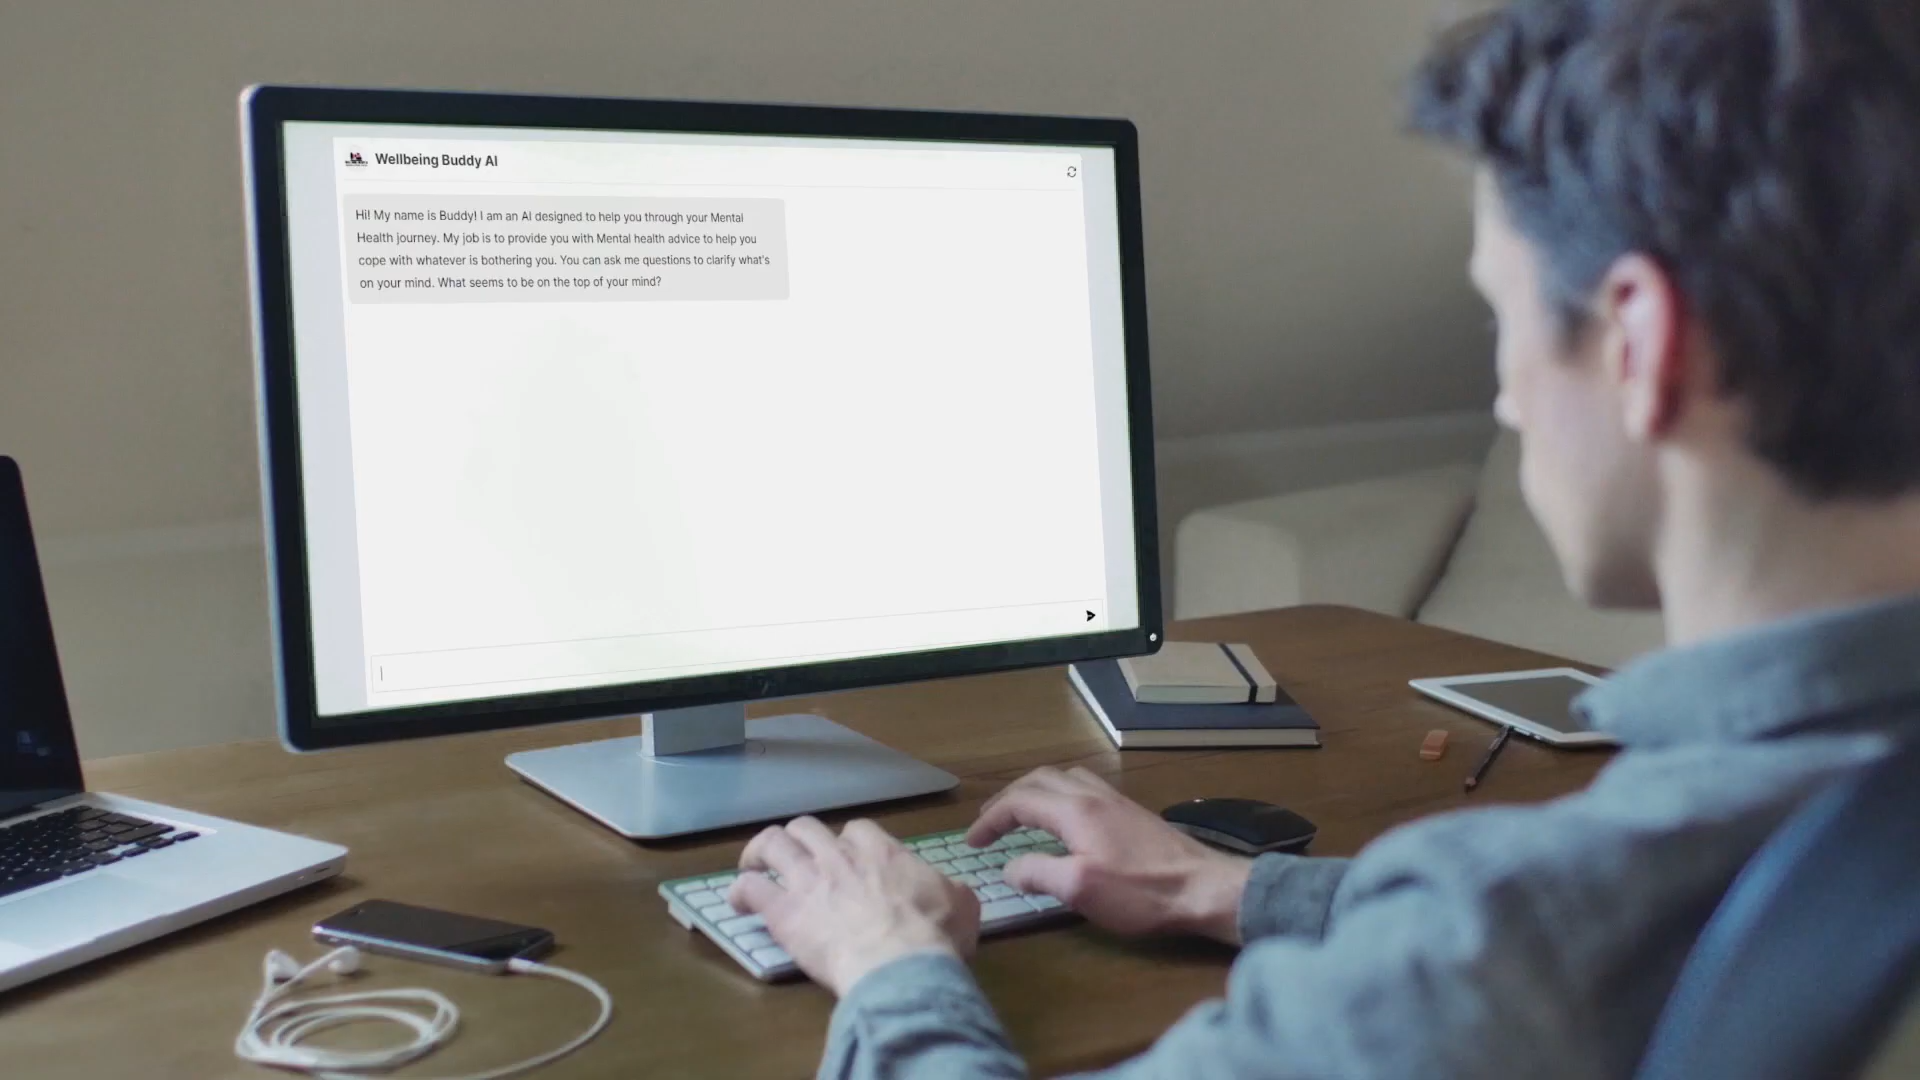 Wellbeing Buddy AI
Hi! My name is Buddy! I am an AI designed to help you through your Mental
Health journey. My job is to provide you with Mental health advice to help you
cope with whatever is bothering you. You can ask me questions to clarify what's
on your mind. What seems to be on the top of your mind?